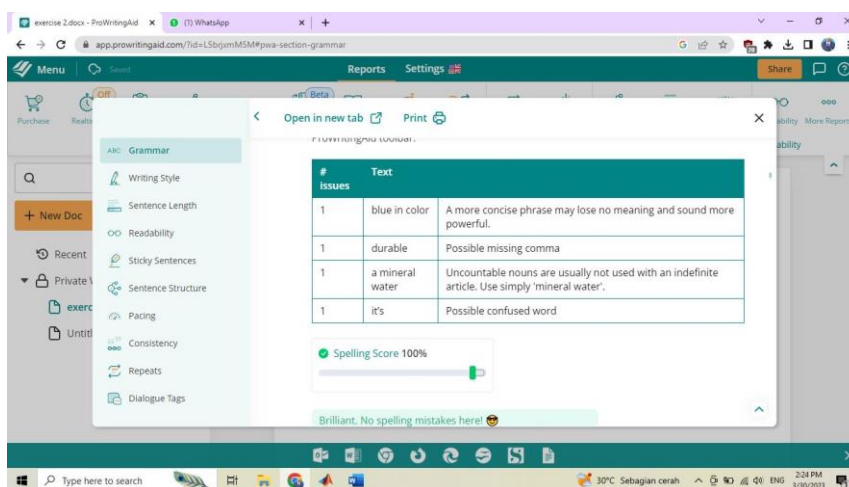 exercise 2.docx - ProWritingAid
(1) WhatsApp
app.prowritingaid.com/?id=LSbrjxmM5M#pwa-section-grammar
Menu
Saved
Reports
Settings
Share
Off
Beta
Purchase
More Repor
ability
Open in new tab
Print
ProWritingAid toolbar.
ABC Grammar
Writing Style
Sentence Length
Readability
Sticky Sentences
Sentence Structure
Pacing
Consistency
Repeats
Dialogue Tags
+ New Doc
Recent
Private
exerc
Untitl
# issues Text
1 blue in color A more concise phrase may lose no meaning and sound more
powerful.
1 durable Possible missing comma
1 a mineral water Uncountable nouns are usually not used with an indefinite
article. Use simply 'mineral water'.
1 it's Possible confused word
Spelling Score 100%
Brilliant. No spelling mistakes here!
Type here to search
30°C Sebagian cerah
ENG
2:24 PM
3/30/2023